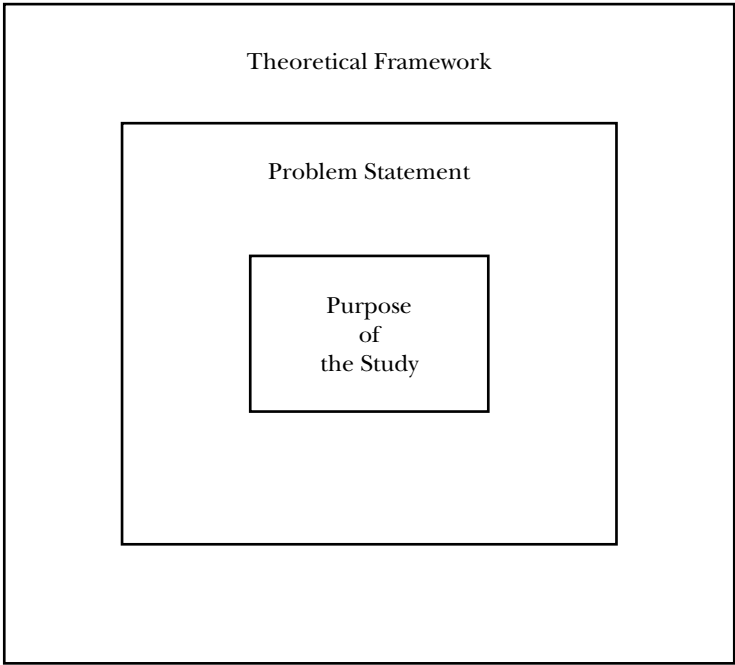 Theoretical Framework
Problem Statement
Purpose
of
the Study